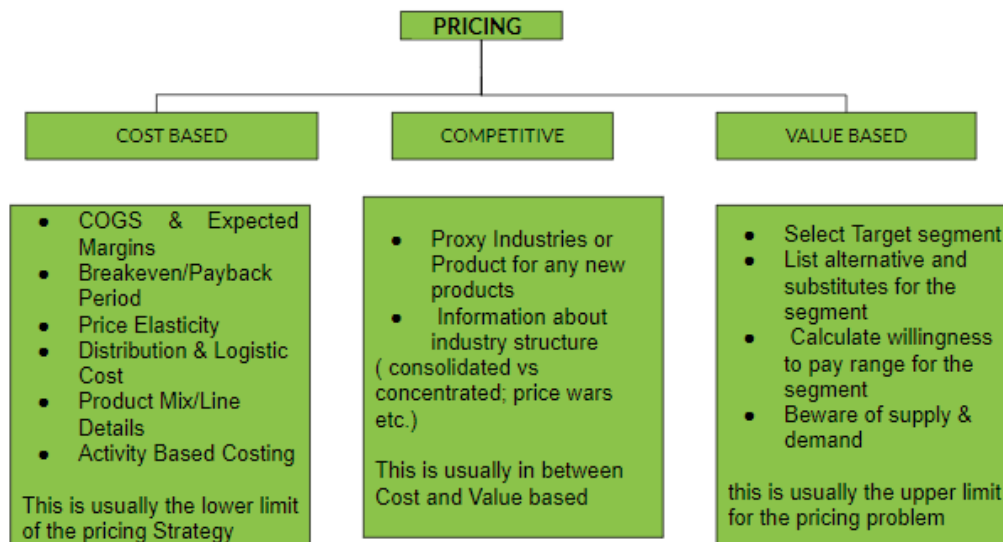 PRICING
COST BASED
COMPETITIVE
VALUE BASED
● COGS & Expected
Margins
● Breakeven/Payback
Period
● Price Elasticity
● Distribution & Logistic
Cost
● Product Mix/Line
Details
● Activity Based Costing
This is usually the lower limit
of the pricing Strategy
● Proxy Industries or
Product for any new
products
● Information about
industry structure
( consolidated vs
concentrated; price wars
etc.)
This is usually in between
Cost and Value based
● Select Target segment
● List alternative and
substitutes for the
segment
● Calculate willingness
to pay range for the
segment
● Beware of supply &
demand
this is usually the upper limit
for the pricing problem